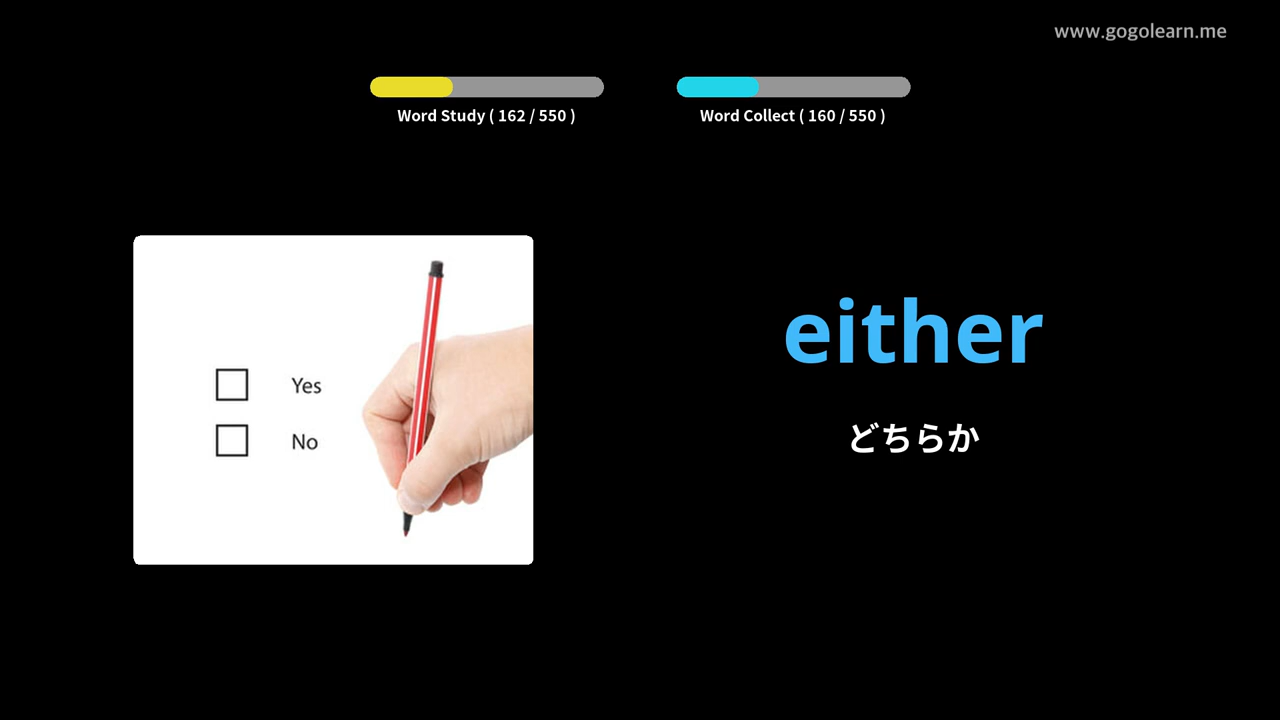 www.gogolearn.me
Word Study ( 162 / 550 )
Word Collect ( 160 / 550 )
Yes
No
either
どちらか